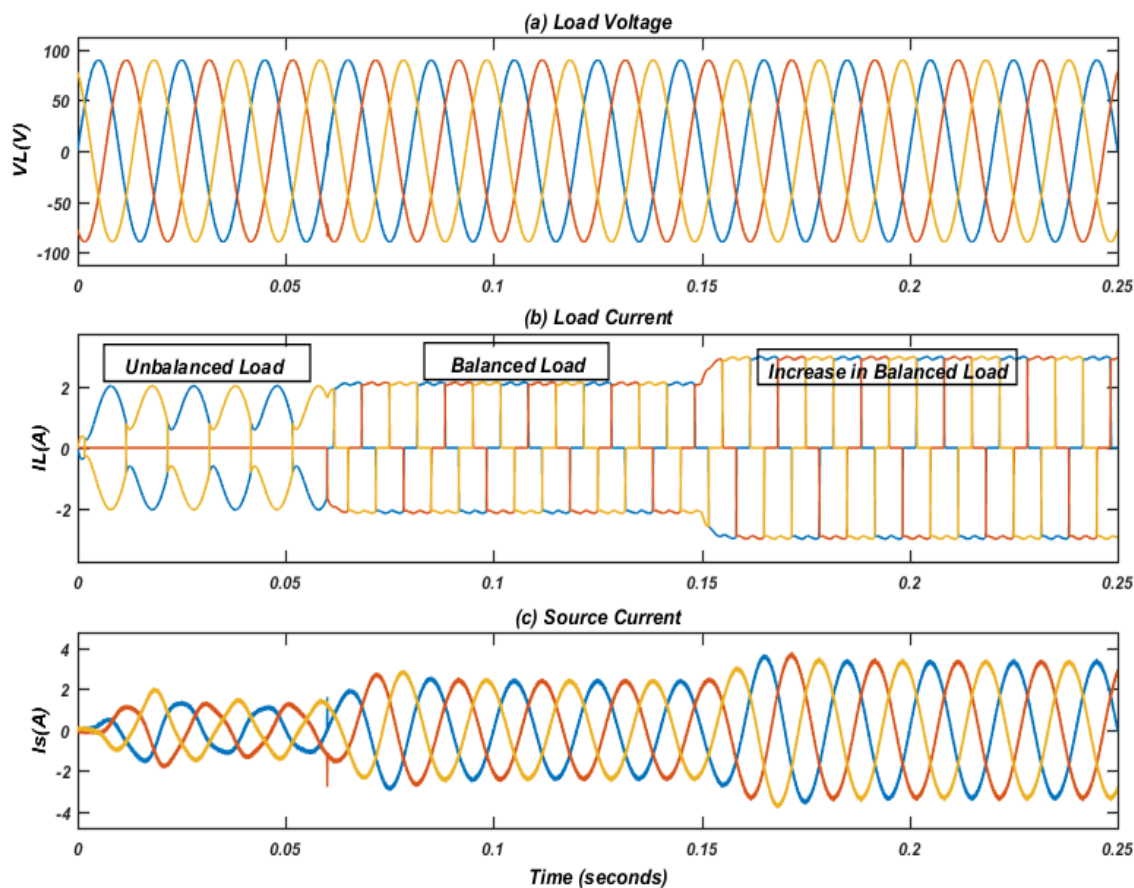 (a) Load Voltage
VL(V)
100
50
0
-50
-100
0 0.05 0.1 0.15 0.2 0.25
(b) Load Current
IL(A)
2
0
-2
Unbalanced Load
Balanced Load
Increase in Balanced Load
0 0.05 0.1 0.15 0.2 0.25
(c) Source Current
Is(A)
4
2
0
-2
-4
0 0.05 0.1 0.15 0.2 0.25
Time (seconds)